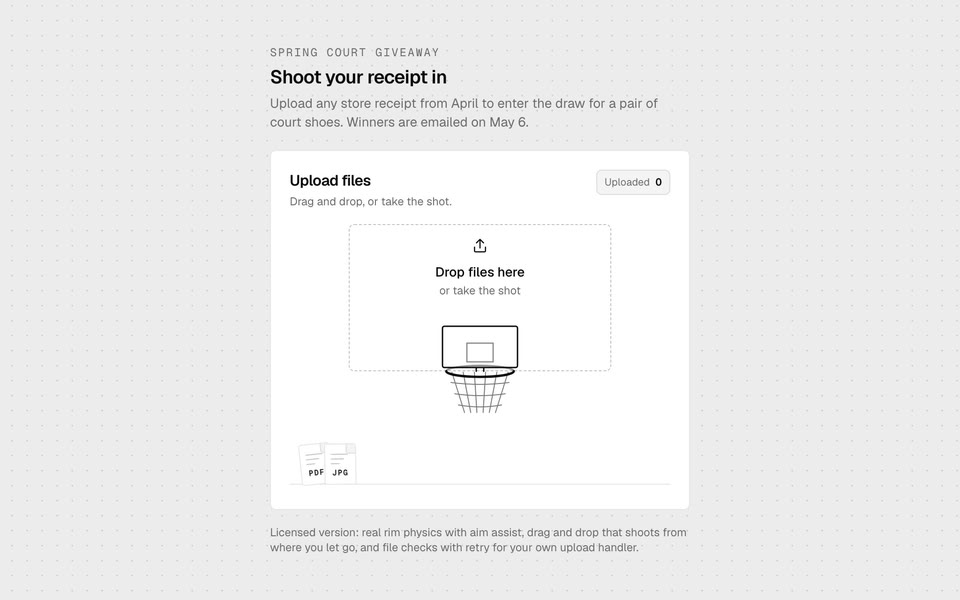 SPRING COURT GIVEAWAY
Shoot your receipt in
Upload any store receipt from April to enter the draw for a pair of
court shoes. Winners are emailed on May 6.
Upload files
Uploaded 0
Drag and drop, or take the shot.
Drop files here
or take the shot
PDF JPG
Licensed version: real rim physics with aim assist, drag and drop that shoots from
where you let go, and file checks with retry for your own upload handler.